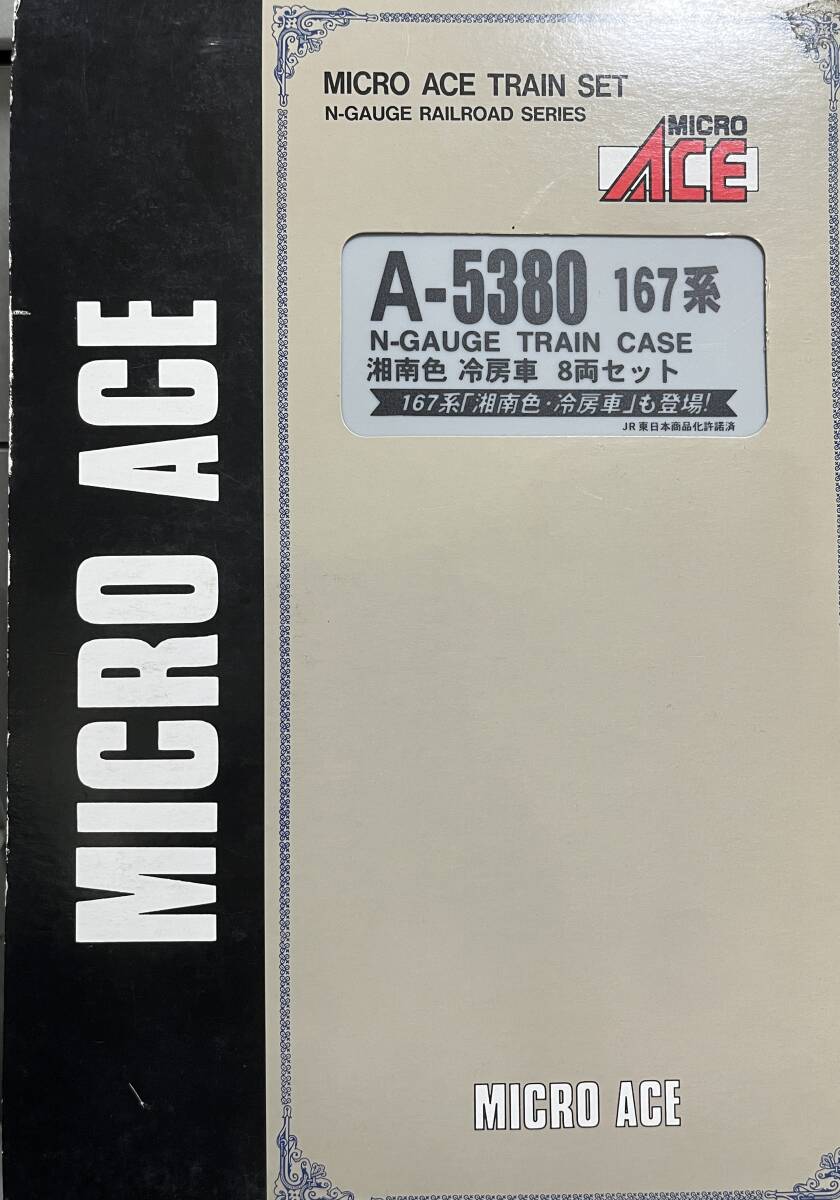 MICRO ACE
MICRO ACE TRAIN SET
N-GAUGE RAILROAD SERIES
MICRO
ACE
A-5380 167系
N-GAUGE TRAIN CASE
湘南色 冷房車 8両セット
167系「湘南色・冷房車」も登場!
JR東日本商品化許諾済
MICRO ACE